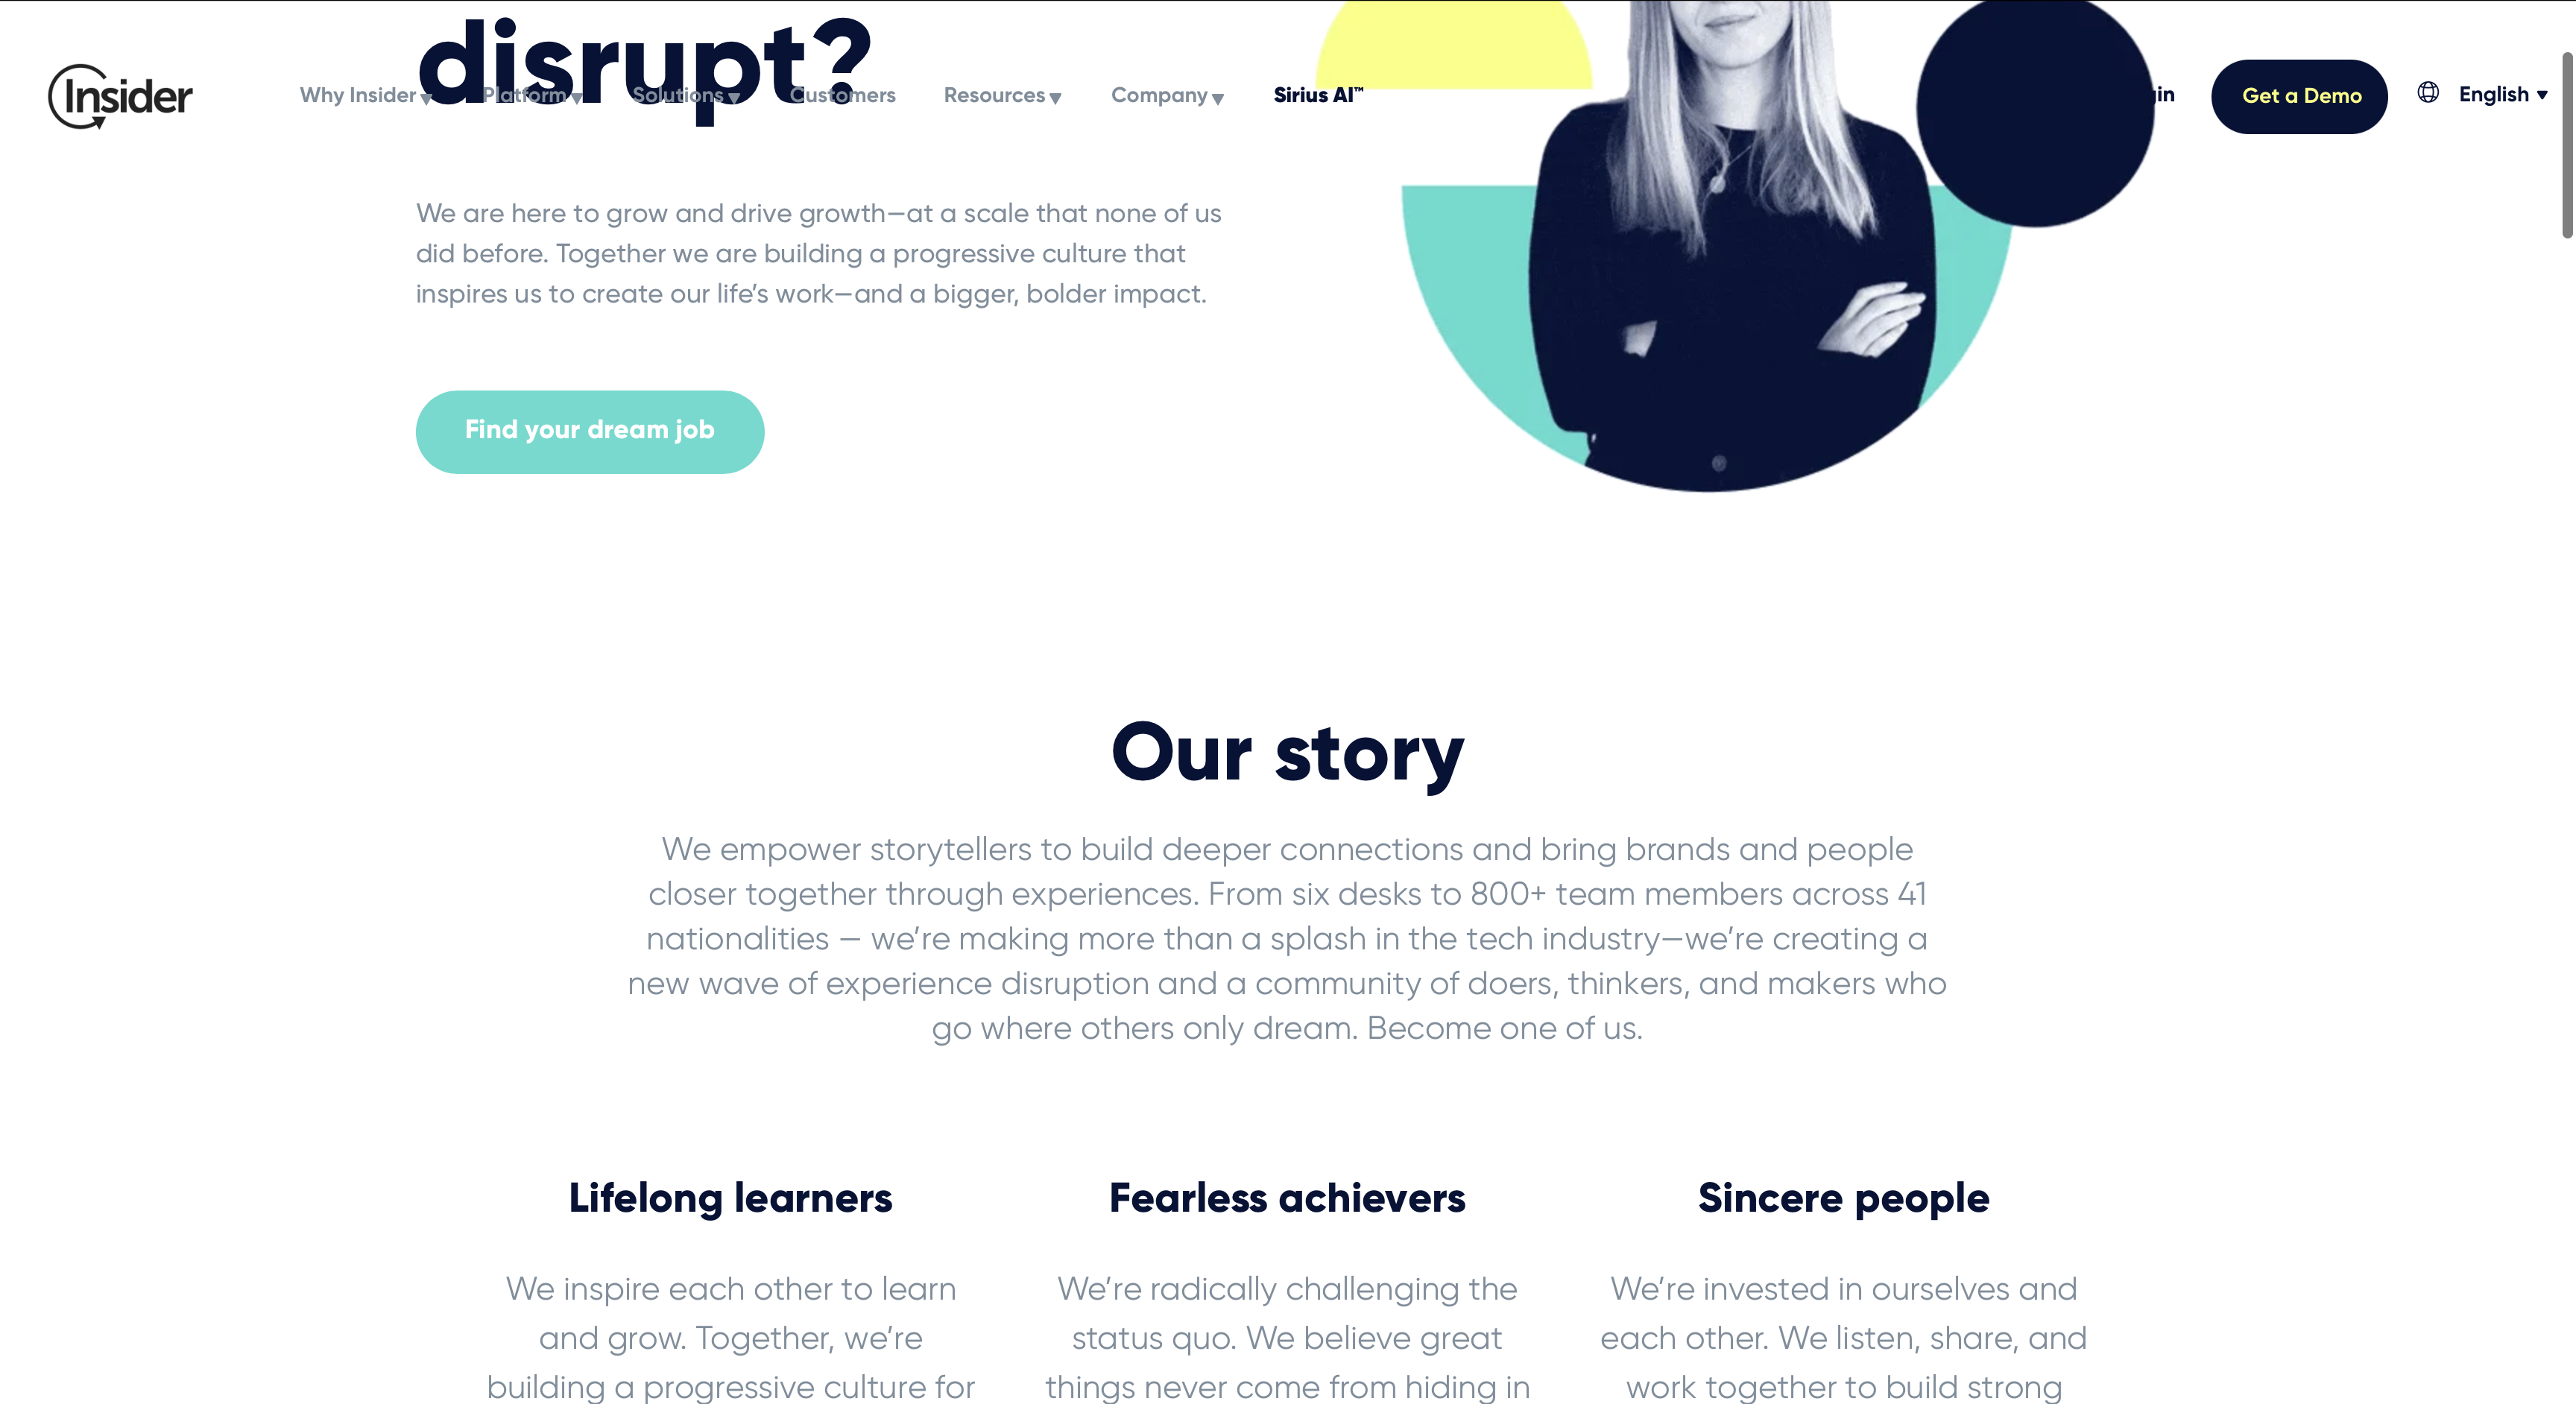 disrupt?
Insider
Why Insider Platform Solutions Customers Resources Company Sirius AI™ Get a Demo English
We are here to grow and drive growth—at a scale that none of us
did before. Together we are building a progressive culture that
inspires us to create our life’s work—and a bigger, bolder impact.
Find your dream job
Our story
We empower storytellers to build deeper connections and bring brands and people
closer together through experiences. From six desks to 800+ team members across 41
nationalities — we’re making more than a splash in the tech industry—we’re creating a
new wave of experience disruption and a community of doers, thinkers, and makers who
go where others only dream. Become one of us.
Lifelong learners
We inspire each other to learn
and grow. Together, we’re
building a progressive culture for
Fearless achievers
We’re radically challenging the
status quo. We believe great
things never come from hiding in
Sincere people
We’re invested in ourselves and
each other. We listen, share, and
work together to build strong